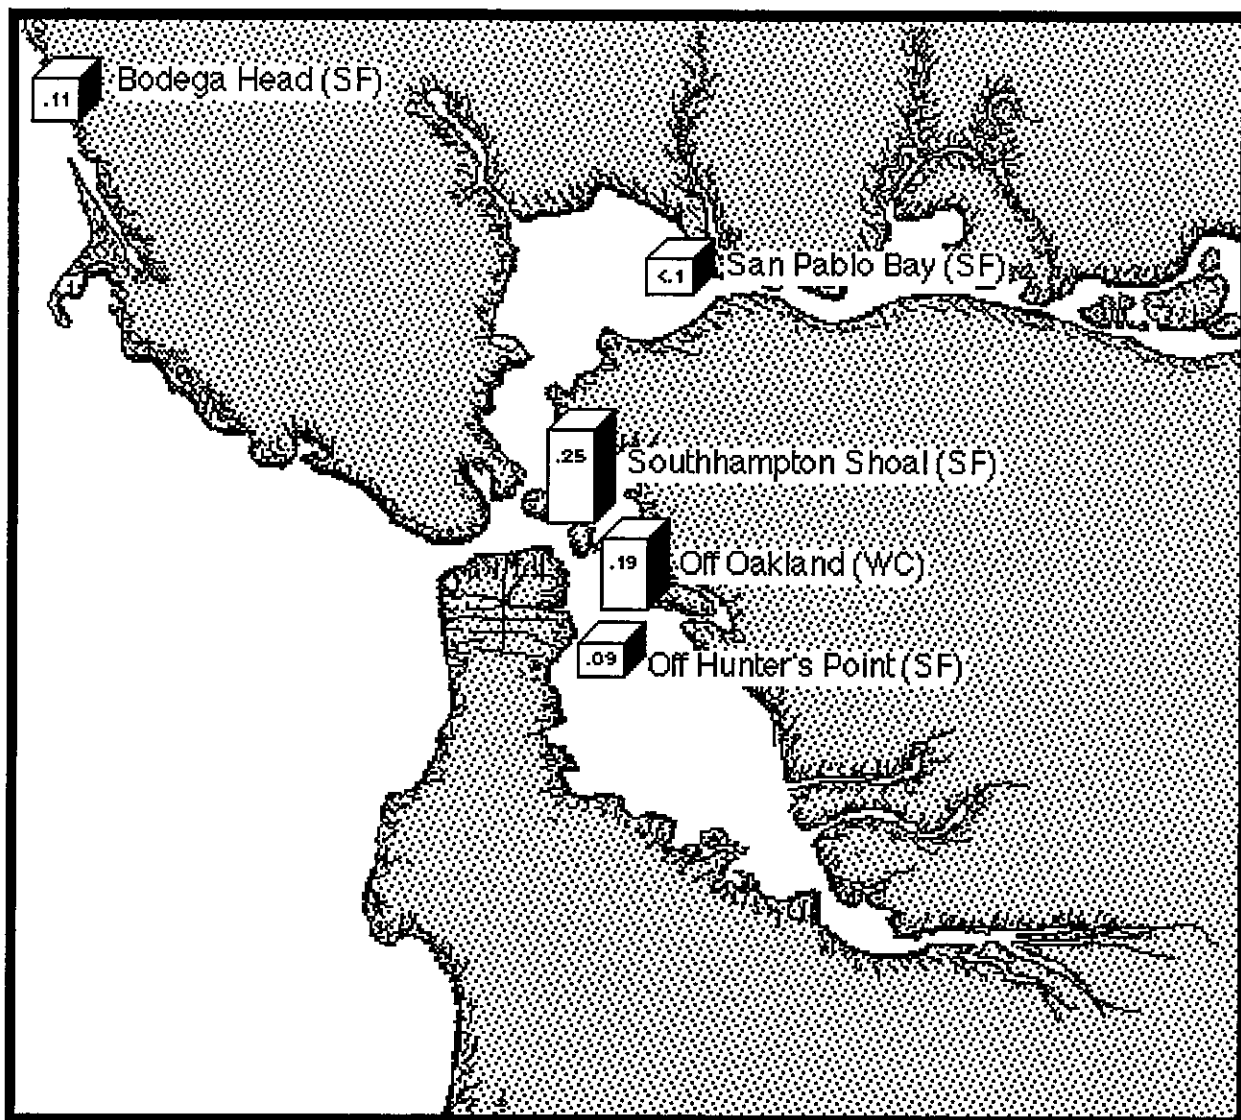 .11 Bodega Head (SF)
<.1 San Pablo Bay (SF)
.25 Southhampton Shoal (SF)
.19 Off Oakland (WC)
.09 Off Hunter's Point (SF)